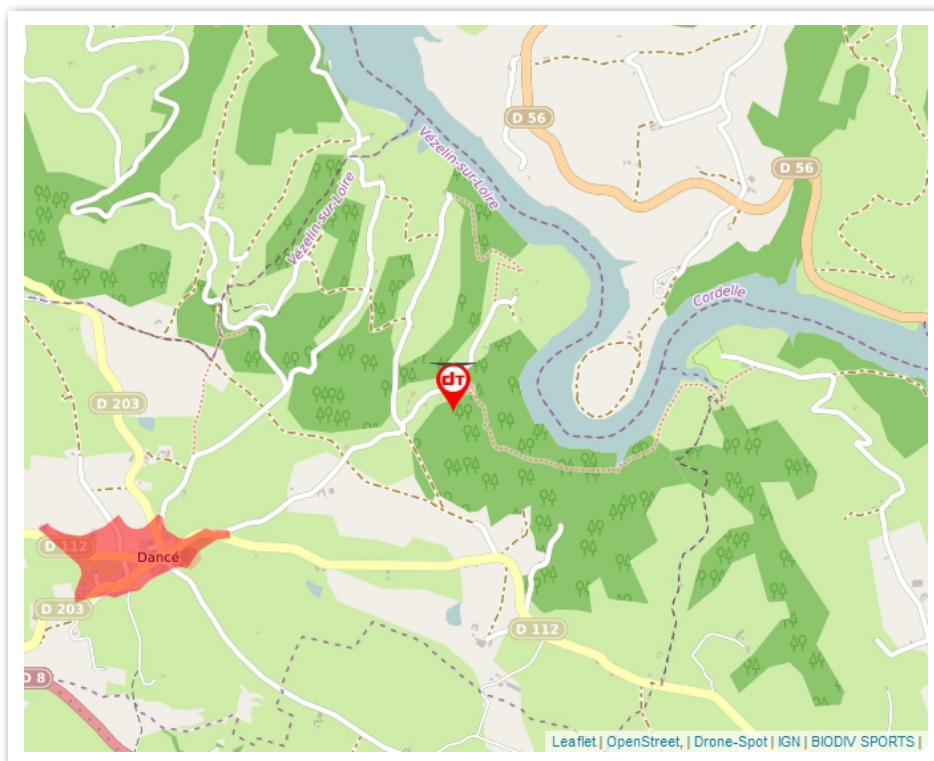 D 56
Vézelin-sur-Loire
D 56
Vézelin-sur-Loire
Cordelle
dT
D 203
D 112
Dancé
D 203
D 112
D 8
Leaflet | OpenStreet, | Drone-Spot | IGN | BIODIV SPORTS |